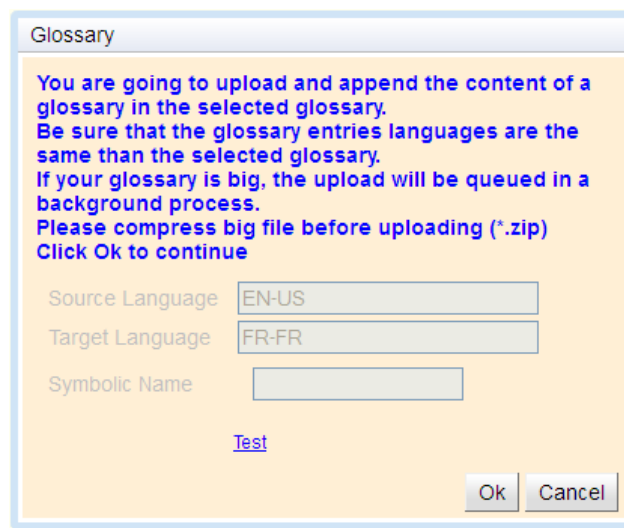 Glossary
You are going to upload and append the content of a
glossary in the selected glossary.
Be sure that the glossary entries languages are the
same than the selected glossary.
If your glossary is big, the upload will be queued in a
background process.
Please compress big file before uploading (*.zip)
Click Ok to continue
Source Language EN-US
Target Language FR-FR
Symbolic Name
Test
Ok Cancel